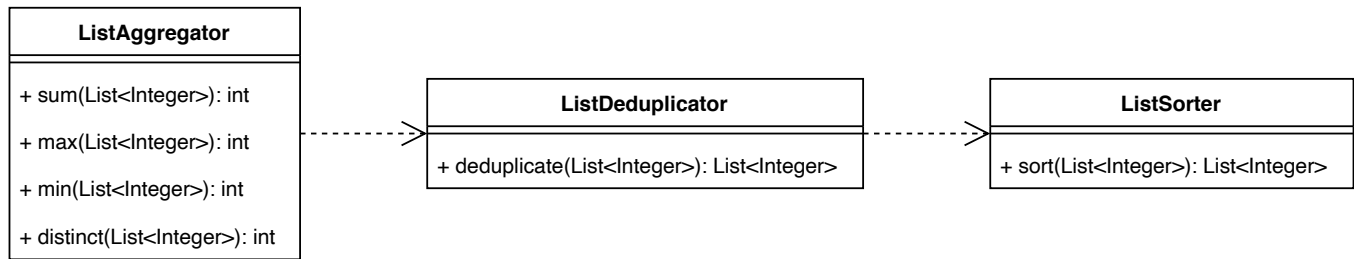 ListAggregator
+ sum(List<Integer>): int
+ max(List<Integer>): int
+ min(List<Integer>): int
+ distinct(List<Integer>): int
ListDeduplicator
+ deduplicate(List<Integer>): List<Integer>
ListSorter
+ sort(List<Integer>): List<Integer>